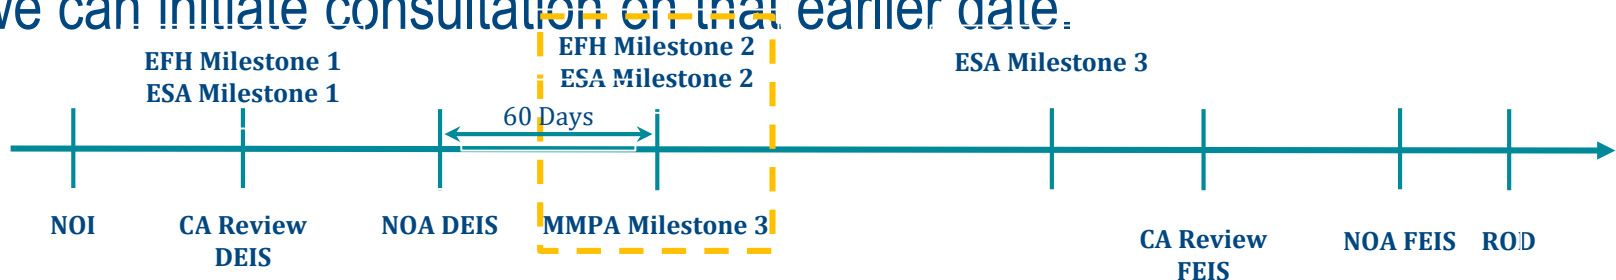 we can initiate consultation on that earlier date.
EFH Milestone 1
ESA Milestone 1
EFH Milestone 2
ESA Milestone 2
ESA Milestone 3
60 Days
NOI
CA Review
DEIS
NOA DEIS
MMPA Milestone 3
CA Review
FEIS
NOA FEIS
ROD